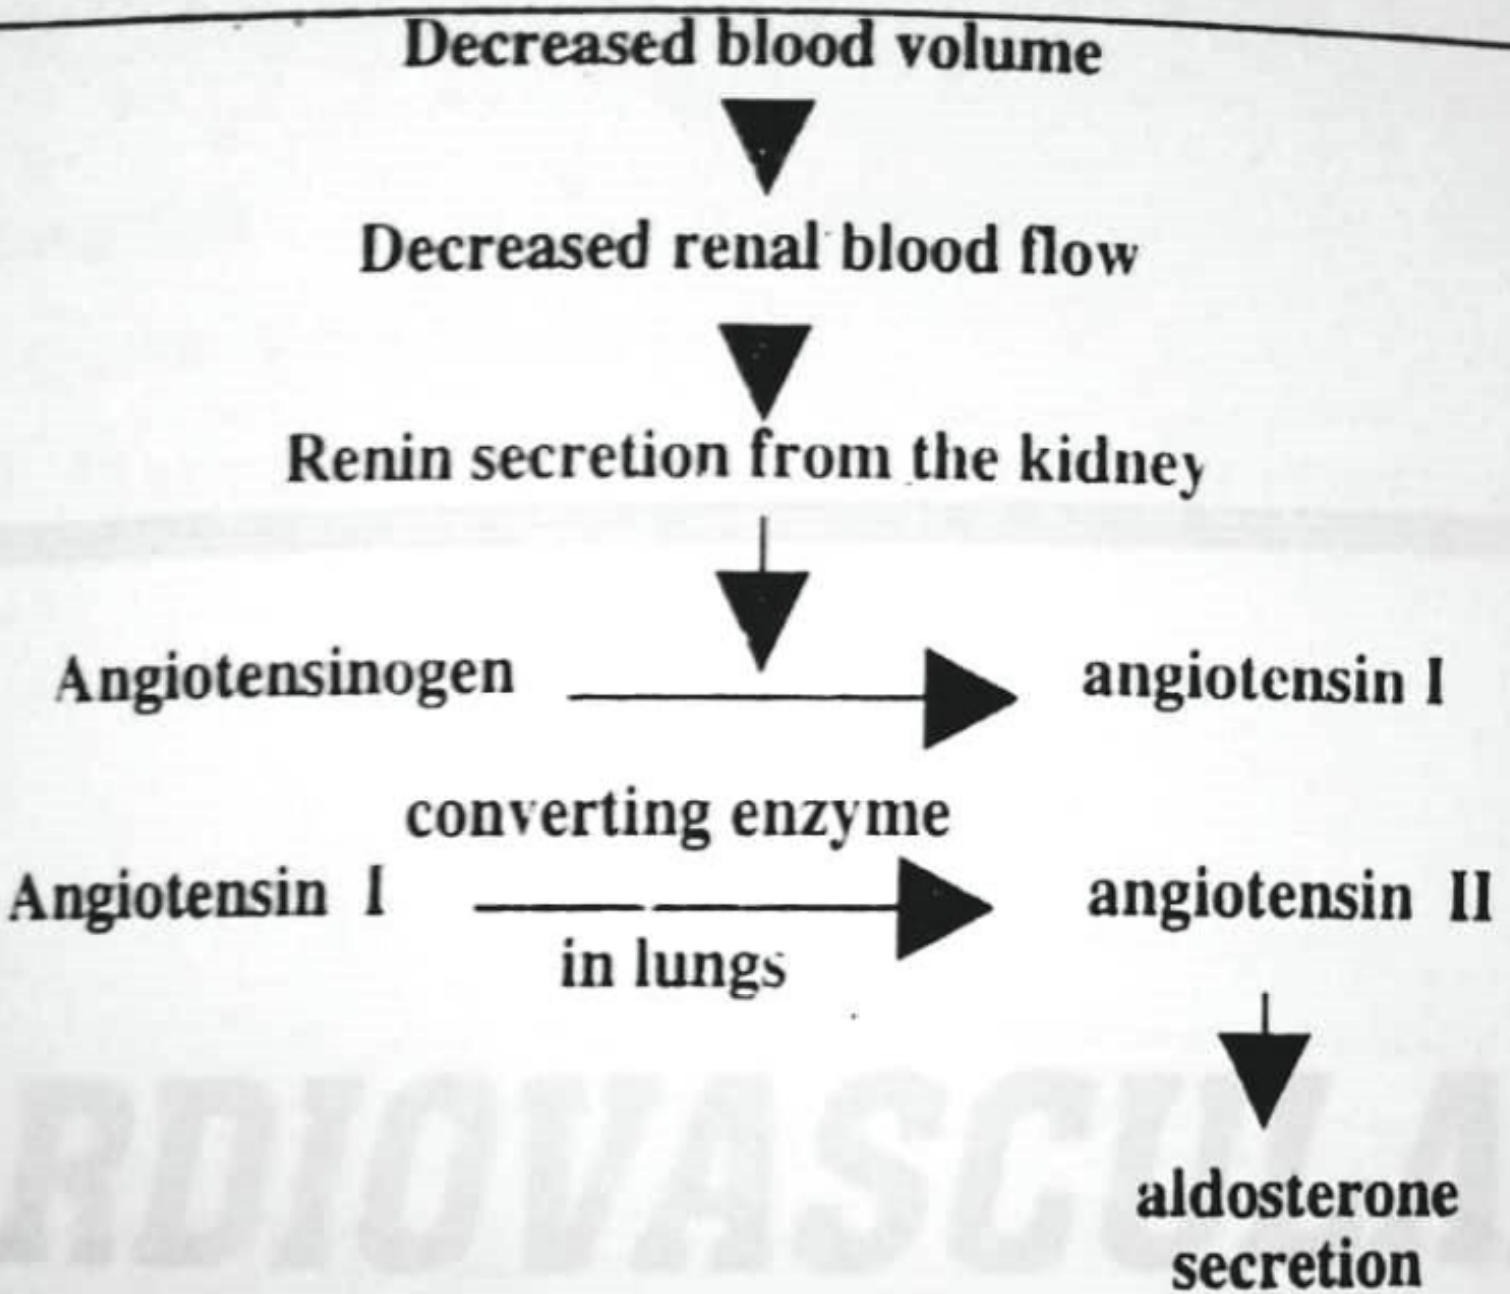 Decreased blood volume
Decreased renal blood flow
Renin secretion from the kidney
Angiotensinogen angiotensin I
converting enzyme
Angiotensin I angiotensin II
in lungs
aldosterone
secretion
RDIOVASCULA